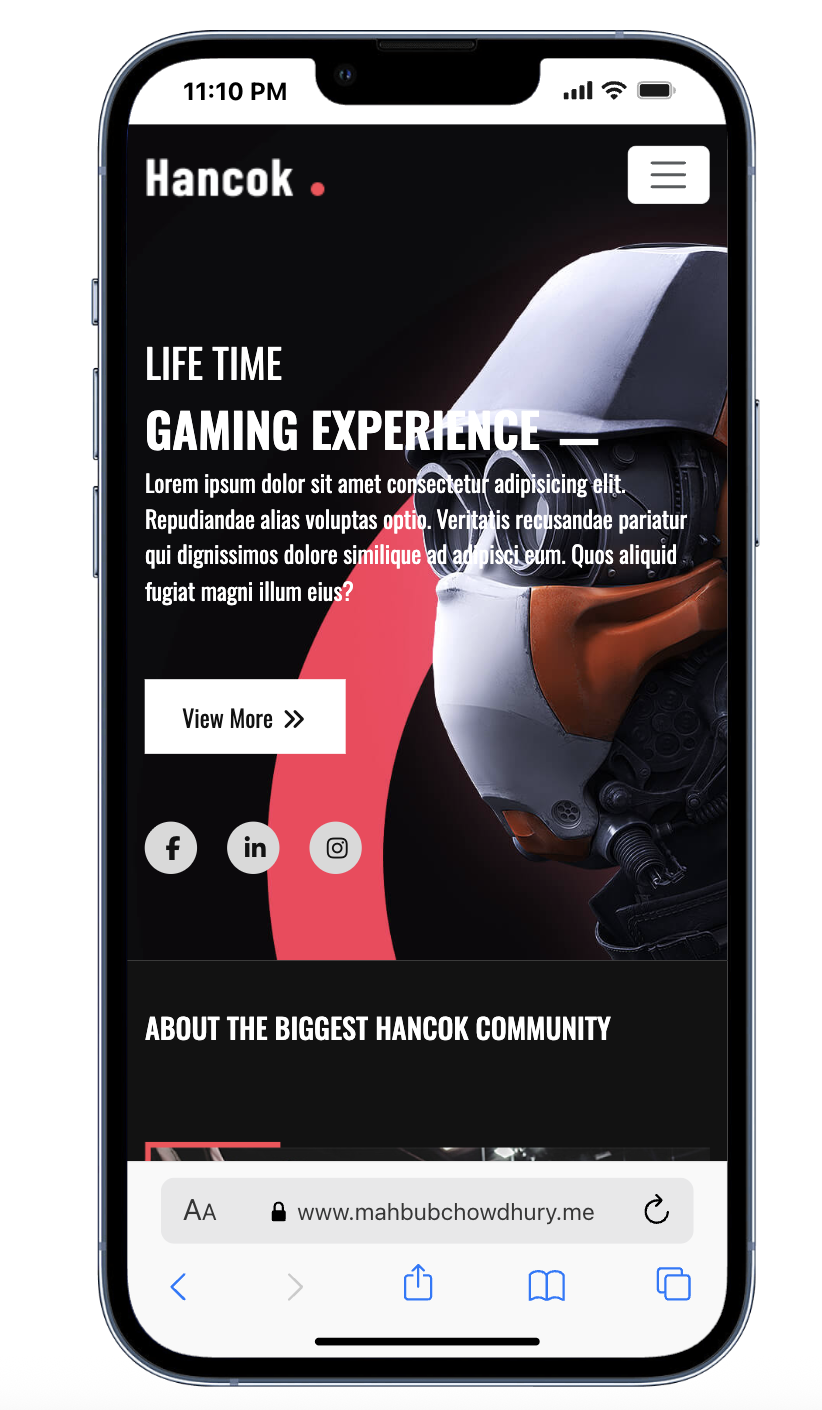 11:10 PM
Hancok .
LIFE TIME
GAMING EXPERIENCE —
Lorem ipsum dolor sit amet consectetur adipisicing elit.
Repudiandae alias voluptas optio. Veritatis recusandae pariatur
qui dignissimos dolore similique ad adipisci eum. Quos aliquid
fugiat magni illum eius?
View More »
f
in
ABOUT THE BIGGEST HANCOK COMMUNITY
AA www.mahbubchowdhury.me